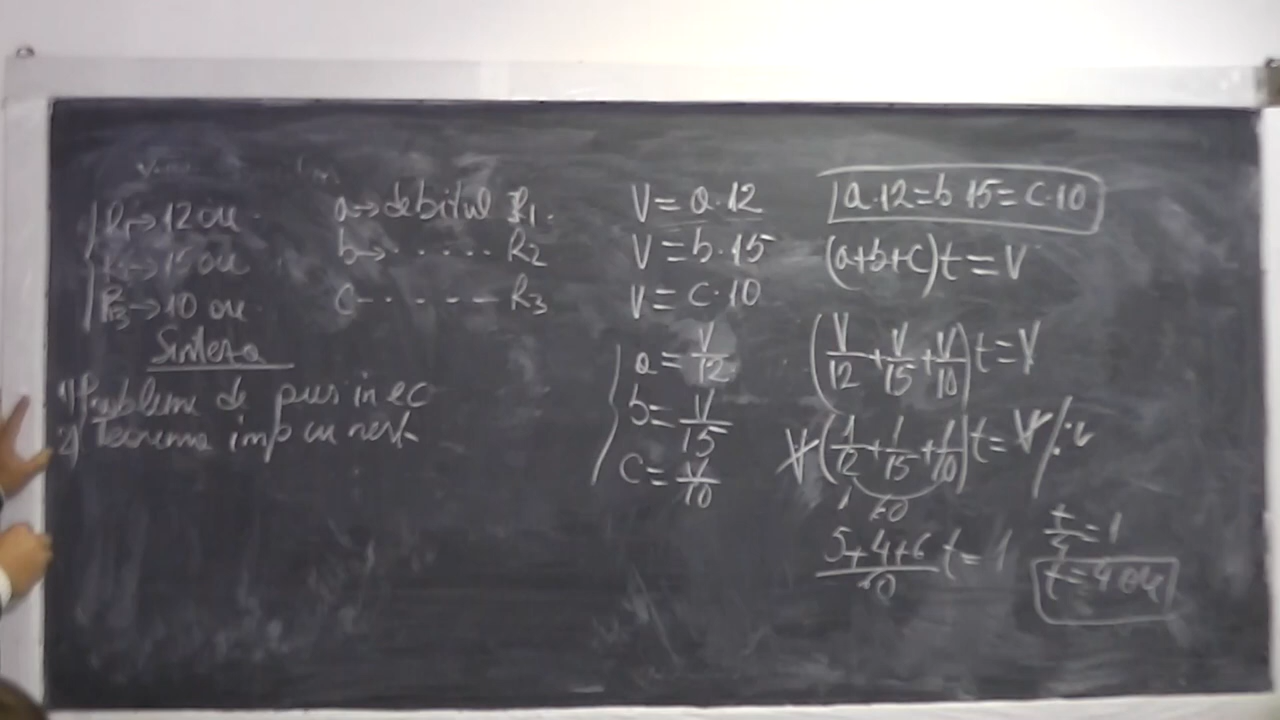 R1→12 ore
R2→15 ore
R3→10 ore
a→debitul R1.
b→ . . . . . . R2
c- - . - - - - R3
Sinteza
1) Probleme de pus in ec
2) Teorema imp cu rest
V = a·12
V = b·15
V = c·10
a = V/12
b = V/15
c = V/10
a·12=b·15=c·10
(a+b+c)t = V
(V/12+V/15+V/10)t=V
V(1/12+1/15+1/10)t=V/:V
60
(5+4+6)/60 t=1
t/4=1
t=4 ore